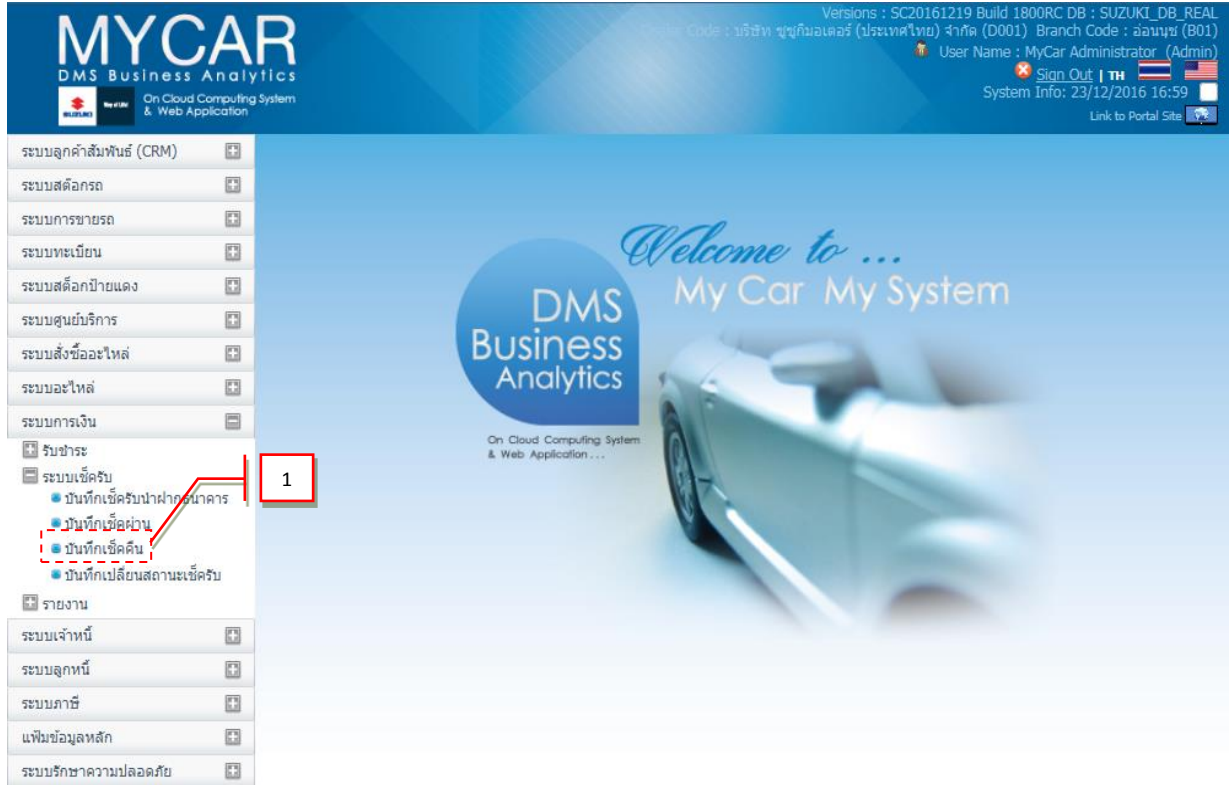 MYCAR
DMS Business Analytics
On Cloud Computing System
& Web Application
SUZUKI
Way of Life!
Versions : SC20161219 Build 1800RC DB : SUZUKI_DB_REAL
Code : บริษัท ซูซูกิมอเตอร์ (ประเทศไทย) จำกัด (D001) Branch Code : อ่อนนุช (B01)
User Name : MyCar Administrator (Admin)
Sign Out | TH
System Info: 23/12/2016 16:59
Link to Portal Site
ระบบลูกค้าสัมพันธ์ (CRM)
ระบบสต๊อกรถ
ระบบการขายรถ
ระบบทะเบียน
ระบบสต็อกป้ายแดง
ระบบศูนย์บริการ
ระบบสั่งซื้ออะไหล่
ระบบอะไหล่
ระบบการเงิน
รับชำระ
ระบบเช็ครับ
บันทึกเช็ครับนำฝากธนาคาร
บันทึกเช็คผ่าน
บันทึกเช็คคืน
บันทึกเปลี่ยนสถานะเช็ครับ
รายงาน
ระบบเจ้าหนี้
ระบบลูกหนี้
ระบบภาษี
แฟ้มข้อมูลหลัก
ระบบรักษาความปลอดภัย
1
Welcome to ...
My Car My System
DMS
Business
Analytics
On Cloud Computing System
& Web Application...